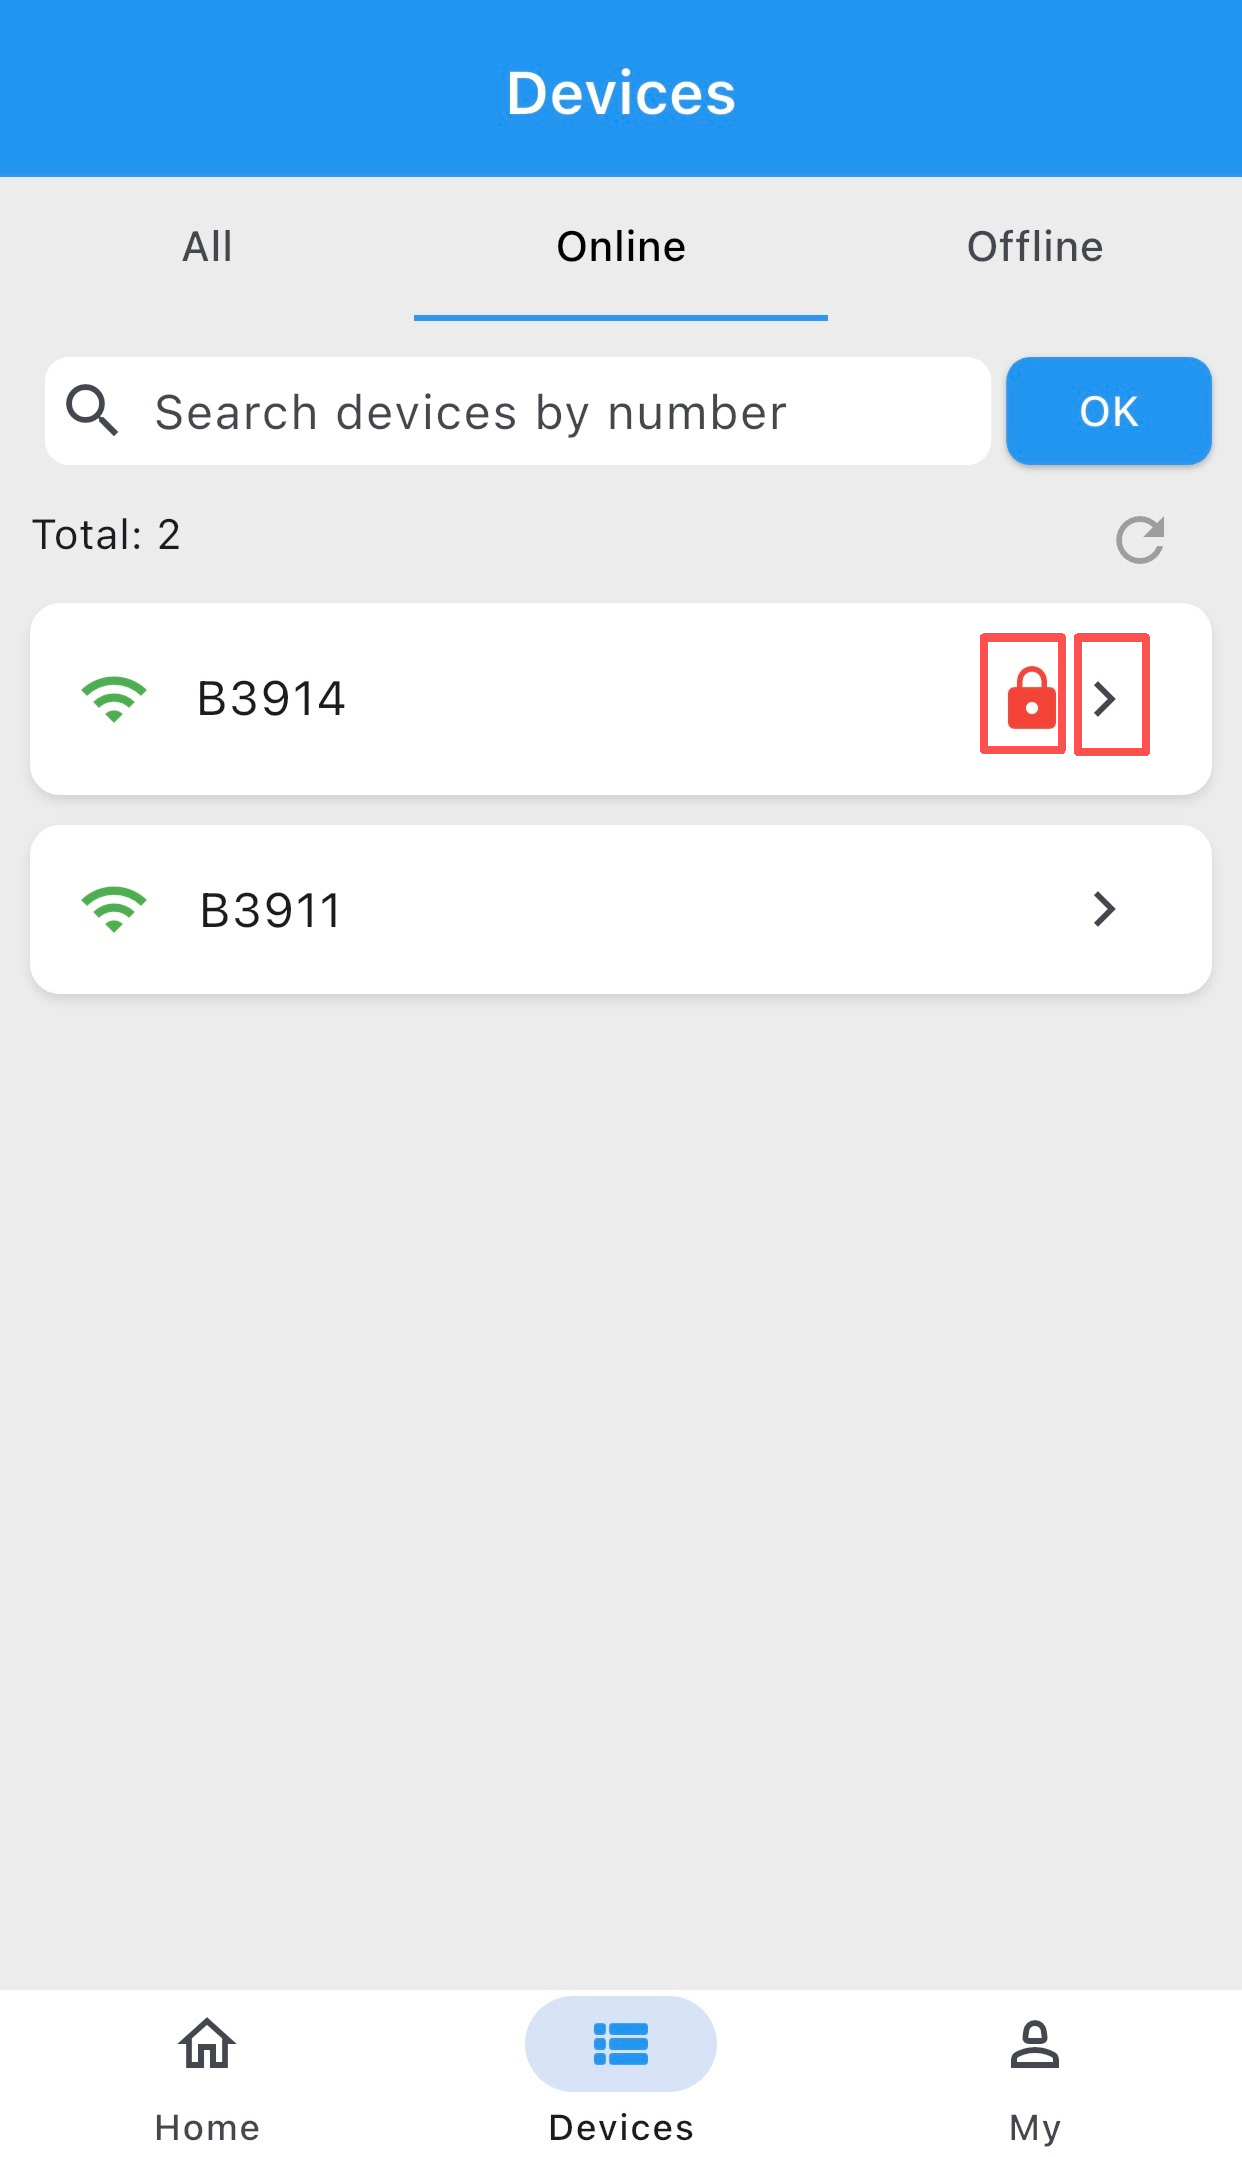 Devices
All Online Offline
Search devices by number OK
Total: 2
B3914
B3911
Home Devices My